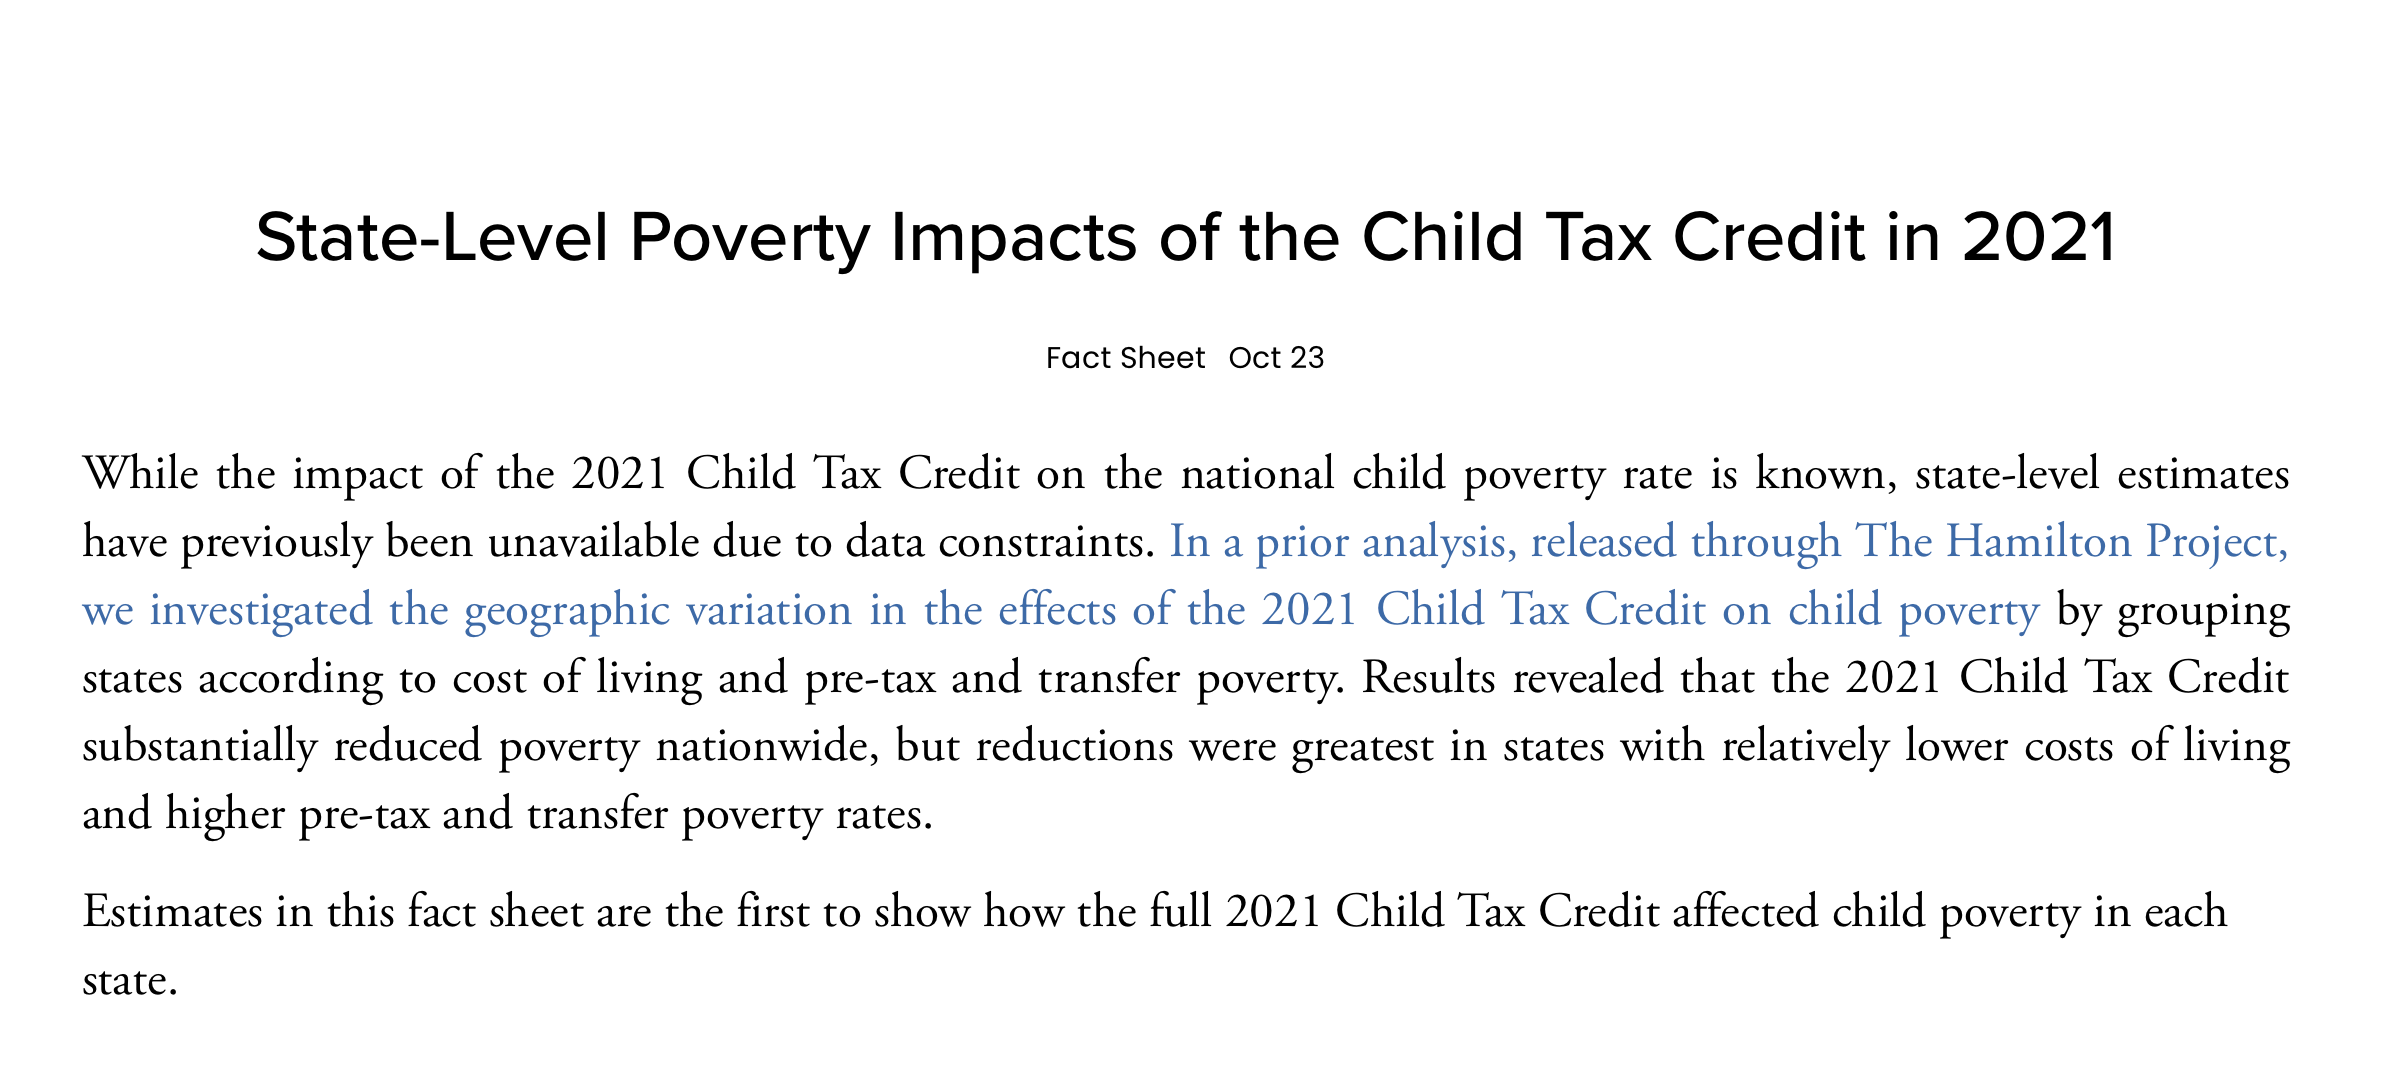 State-Level Poverty Impacts of the Child Tax Credit in 2021
Fact Sheet Oct 23
While the impact of the 2021 Child Tax Credit on the national child poverty rate is known, state-level estimates
have previously been unavailable due to data constraints. In a prior analysis, released through The Hamilton Project,
we investigated the geographic variation in the effects of the 2021 Child Tax Credit on child poverty by grouping
states according to cost of living and pre-tax and transfer poverty. Results revealed that the 2021 Child Tax Credit
substantially reduced poverty nationwide, but reductions were greatest in states with relatively lower costs of living
and higher pre-tax and transfer poverty rates.
Estimates in this fact sheet are the first to show how the full 2021 Child Tax Credit affected child poverty in each
state.